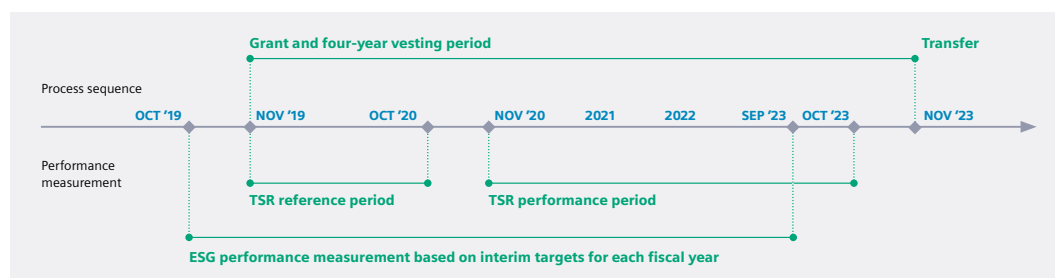 Grant and four-year vesting period Transfer
Process sequence
OCT ‘19 NOV ‘19 OCT ‘20 NOV ‘20 2021 2022 SEP ‘23 OCT ‘23 NOV ‘23
Performance
measurement
TSR reference period TSR performance period
ESG performance measurement based on interim targets for each fiscal year